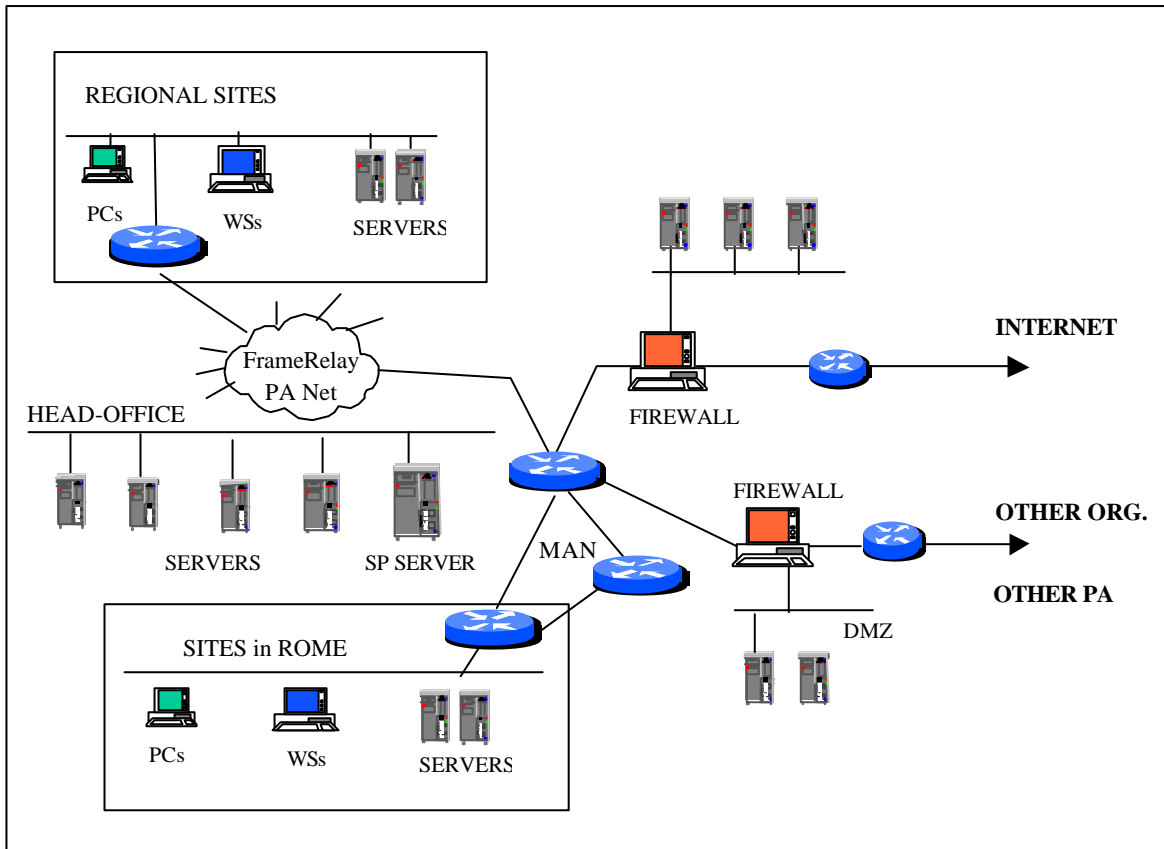 REGIONAL SITES
PCs
WSs
SERVERS
FrameRelay
PA Net
HEAD-OFFICE
SERVERS
SP SERVER
MAN
SITES in ROME
PCs
WSs
SERVERS
FIREWALL
INTERNET
FIREWALL
OTHER ORG.
OTHER PA
DMZ